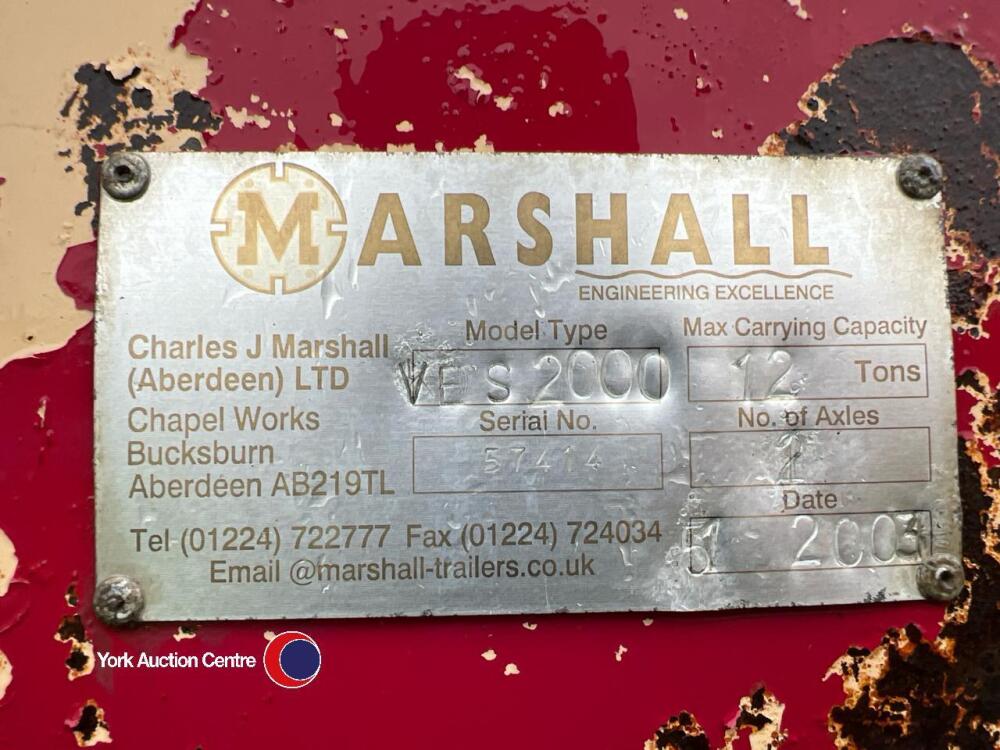 MARSHALL
ENGINEERING EXCELLENCE
Charles J Marshall
(Aberdeen) LTD
Chapel Works
Bucksburn
Aberdeen AB219TL
Model Type
VES 2000
Serial No.
57414
Max Carrying Capacity
12 Tons
No. of Axles
Date
2003
Tel (01224) 722777 Fax (01224) 724034
Email @marshall-trailers.co.uk
York Auction Centre